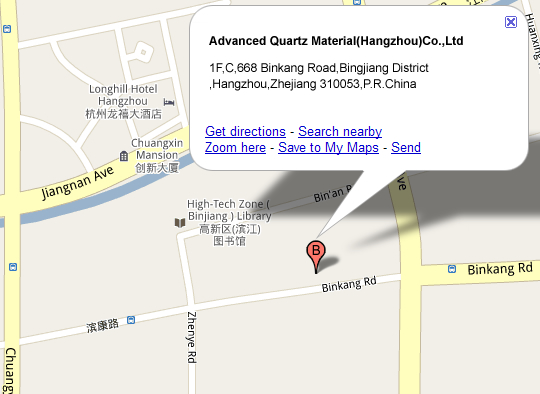 Advanced Quartz Material(Hangzhou)Co.,Ltd
1F,C,668 Binkang Road,Bingjiang District
,Hangzhou,Zhejiang 310053,P.R.China
Get directions - Search nearby
Zoom here - Save to My Maps - Send
Huanxing
Longhill Hotel
Hangzhou
杭州龙福大酒店
Chuangxin
Mansion
创新大厦
Jiangnan Ave
High-Tech Zone (
Binjiang ) Library
高新区(滨江)
图书馆
Bin'an R
Ave
B
Binkang Rd
Binkang Rd
滨康路
Zhenye Rd
Chuang